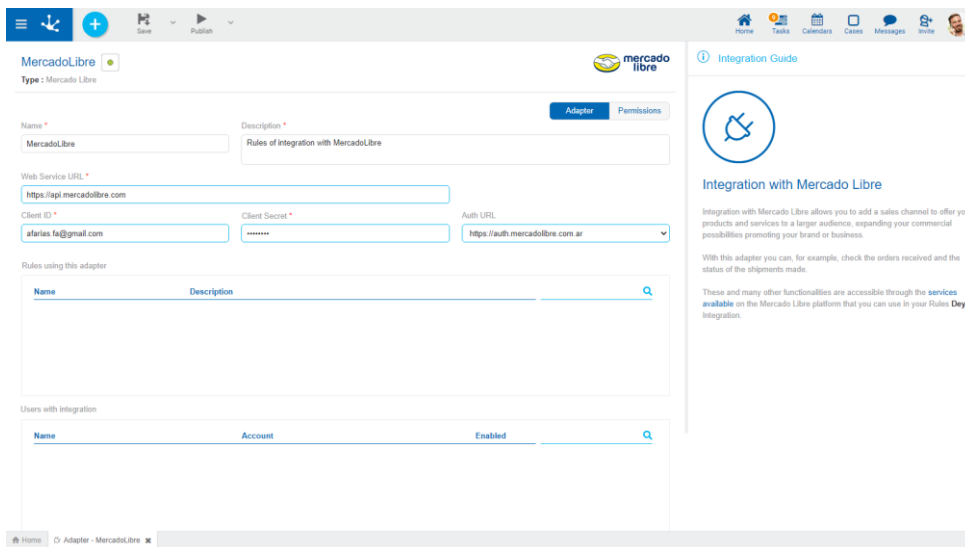 Save
Publish
Home
Tasks
Calendars
Cases
Messages
Invite
MercadoLibre
Type : Mercado Libre
mercado
libre
Adapter
Permissions
Name *
Description *
MercadoLibre
Rules of integration with MercadoLibre
Web Service URL *
https://api.mercadolibre.com
Client ID *
Client Secret *
Auth URL
afarias.fa@gmail.com
••••••••
https://auth.mercadolibre.com.ar
Rules using this adapter
Name
Description
Users with integration
Name
Account
Enabled
Integration Guide
Integration with Mercado Libre
Integration with Mercado Libre allows you to add a sales channel to offer yo
products and services to a larger audience, expanding your commercial
possibilities promoting your brand or business.
With this adapter you can, for example, check the orders received and the
status of the shipments made.
These and many other functionalities are accessible through the services
available on the Mercado Libre platform that you can use in your Rules Dey
Integration.
Home
Adapter - MercadoLibre